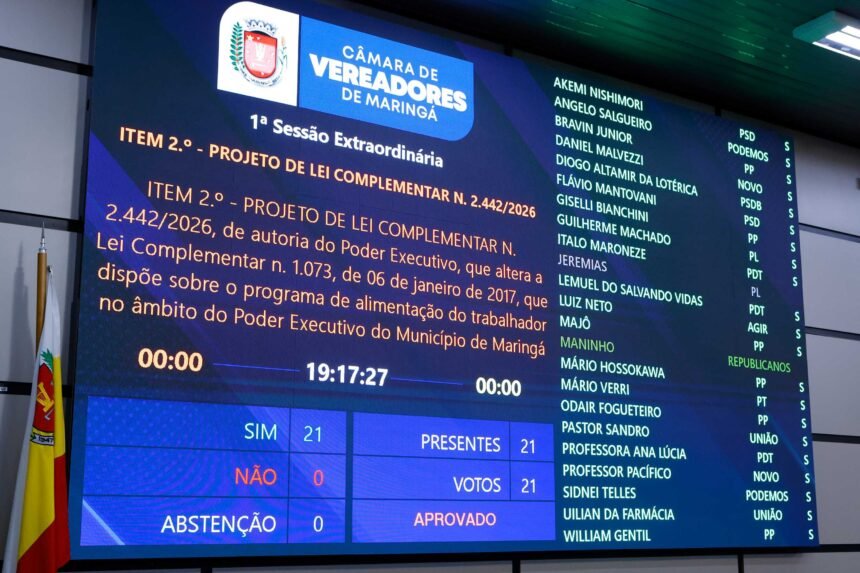 CÂMARA DE
VEREADORES
DE MARINGÁ
1ª Sessão Extraordinária
ITEM 2.º - PROJETO DE LEI COMPLEMENTAR N. 2.442/2026
ITEM 2.º - PROJETO DE LEI COMPLEMENTAR N.
2.442/2026, de autoria do Poder Executivo, que altera a
Lei Complementar n. 1.073, de 06 de janeiro de 2017, que
dispõe sobre o programa de alimentação do trabalhador
no âmbito do Poder Executivo do Município de Maringá
00:00 19:17:27 00:00
SIM 21
NÃO 0
ABSTENÇÃO 0
PRESENTES 21
VOTOS 21
APROVADO
AKEMI NISHIMORI PSD S
ANGELO SALGUEIRO PODEMOS S
BRAVIN JUNIOR PP S
DANIEL MALVEZZI NOVO S
DIOGO ALTAMIR DA LOTÉRICA PSDB S
FLÁVIO MANTOVANI PSD S
GISELLI BIANCHINI PP S
GUILHERME MACHADO PL S
ITALO MARONEZE PDT S
JEREMIAS PL
LEMUEL DO SALVANDO VIDAS PDT S
LUIZ NETO AGIR S
MAJÔ PP S
MANINHO REPUBLICANOS
MÁRIO HOSSOKAWA PP S
MÁRIO VERRI PT S
ODAIR FOGUETEIRO PP S
PASTOR SANDRO UNIÃO S
PROFESSORA ANA LÚCIA PDT S
PROFESSOR PACÍFICO NOVO S
SIDNEI TELLES PODEMOS S
UILIAN DA FARMÁCIA UNIÃO S
WILLIAM GENTIL PP S
1947